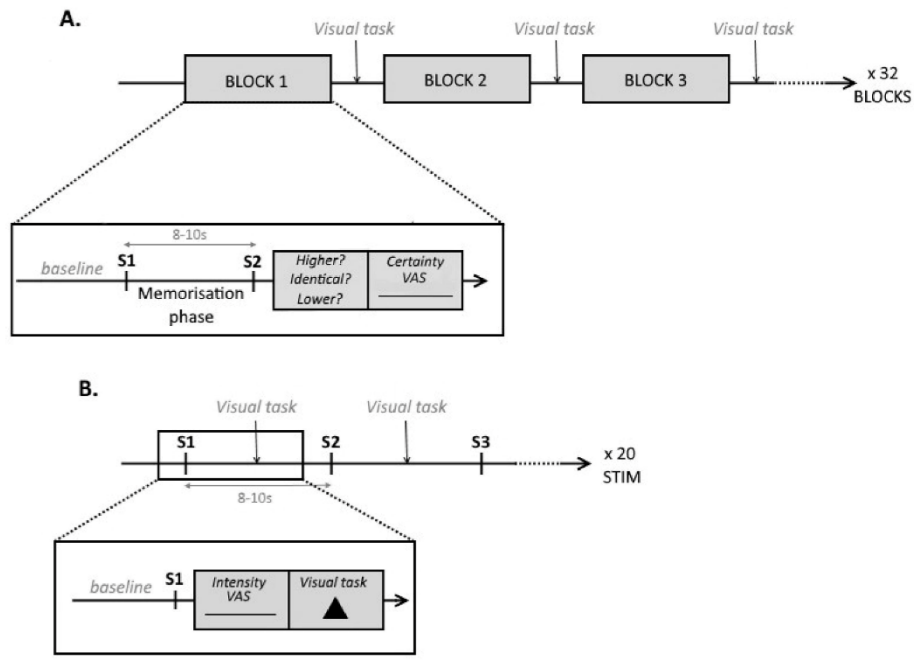 A.
Visual task
Visual task
Visual task
BLOCK 1
BLOCK 2
BLOCK 3
x 32
BLOCKS
8-10s
baseline
S1
S2
Memorisation
phase
Higher?
Identical?
Lower?
Certainty
VAS
B.
Visual task
Visual task
S1
S2
S3
x 20
STIM
8-10s
baseline
S1
Intensity
VAS
Visual task